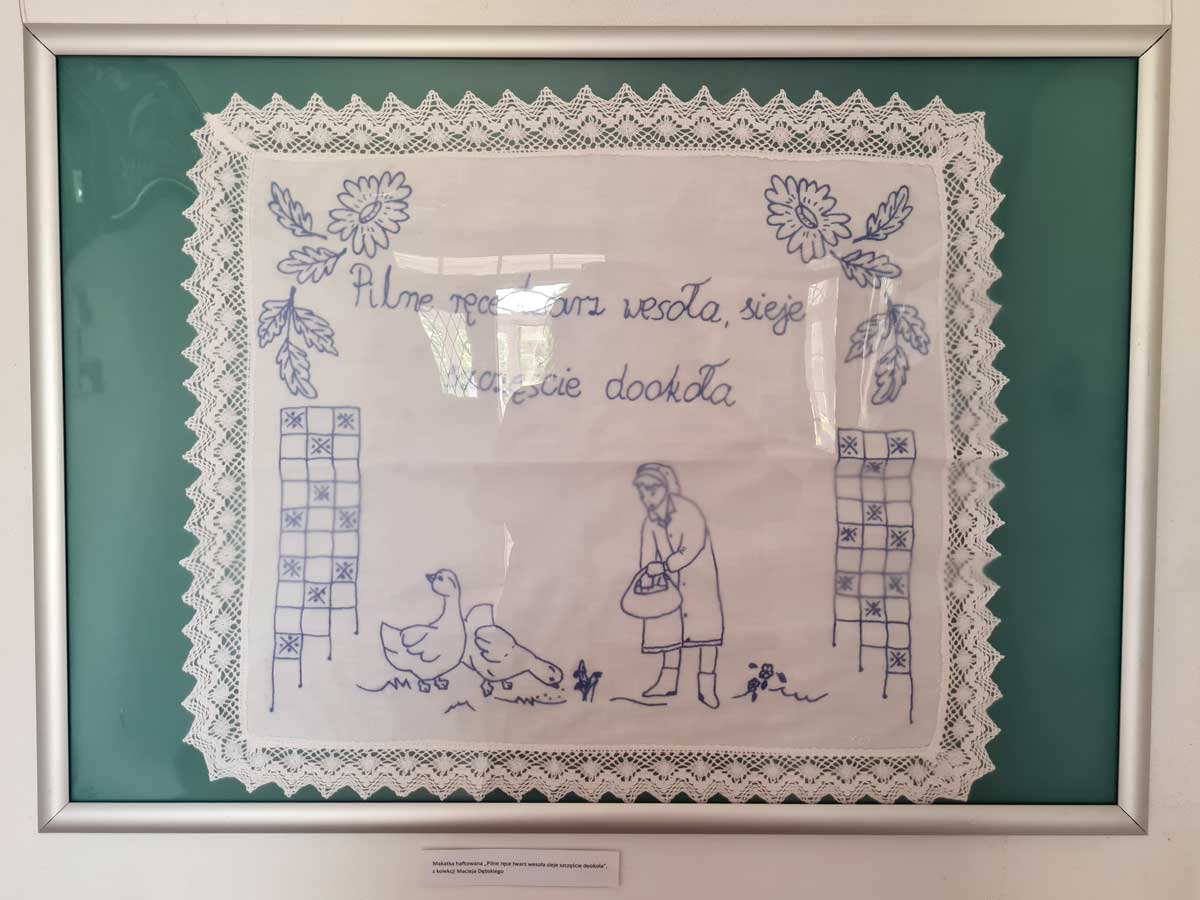 Pilne ręce twarz wesoła, sieje
szczęście dookoła
Makatka haftowana „Pilne ręce twarz wesoła sieje szczęście dookoła”,
z kolekcji Macieja Dębskiego